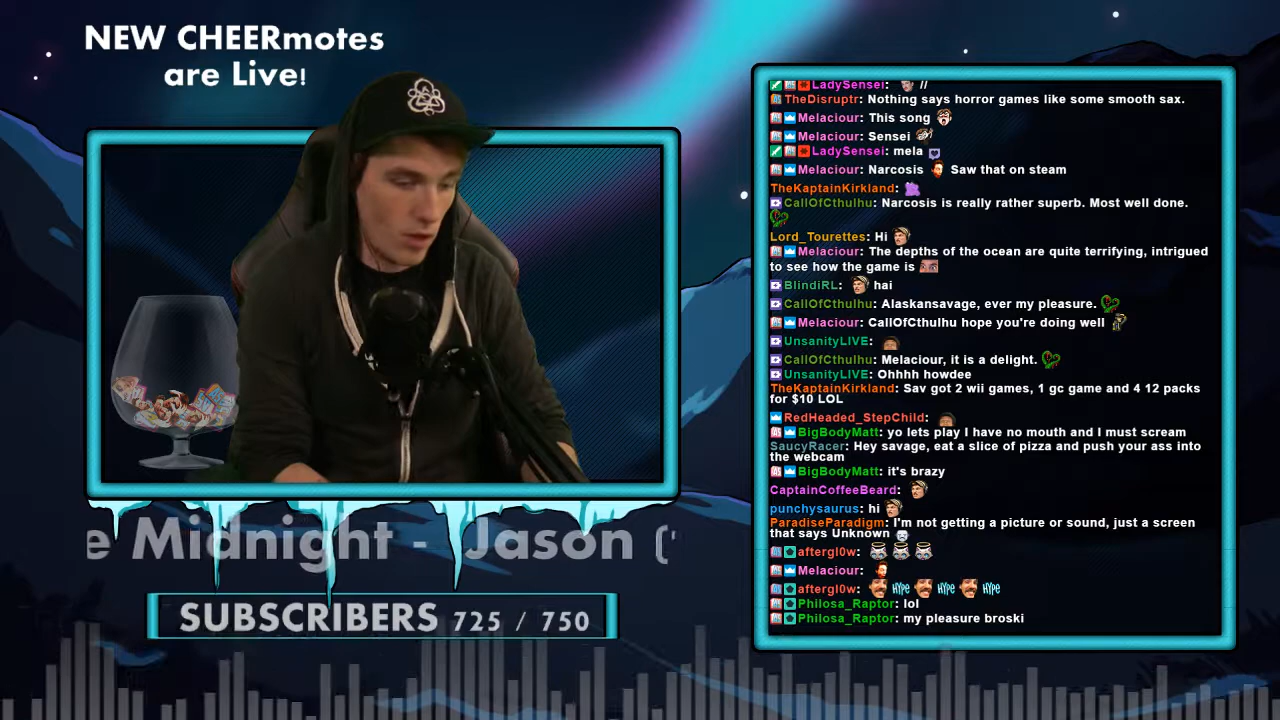 NEW CHEERmotes
are Live!
LadySensei: //
TheDisruptr: Nothing says horror games like some smooth sax.
Melaciour: This song
Melaciour: Sensei
LadySensei: mela
Melaciour: Narcosis Saw that on steam
TheKaptainKirkland:
CallOfCthulhu: Narcosis is really rather superb. Most well done.
Lord_Tourettes: Hi
Melaciour: The depths of the ocean are quite terrifying, intrigued
to see how the game is
BlindiRL: hai
CallOfCthulhu: Alaskansavage, ever my pleasure.
Melaciour: CallOfCthulhu hope you're doing well
UnsanityLIVE:
CallOfCthulhu: Melaciour, it is a delight.
UnsanityLIVE: Ohhhh howdee
TheKaptainKirkland: Sav got 2 wii games, 1 gc game and 4 12 packs
for $10 LOL
RedHeaded_StepChild:
BigBodyMatt: yo lets play I have no mouth and I must scream
SaucyRacer: Hey savage, eat a slice of pizza and push your ass into
the webcam
BigBodyMatt: it's brazy
CaptainCoffeeBeard:
punchysaurus: hi
ParadiseParadigm: I'm not getting a picture or sound, just a screen
that says Unknown
aftergl0w:
Melaciour:
aftergl0w: HYPE HYPE HYPE
Philosa_Raptor: lol
Philosa_Raptor: my pleasure broski
e Midnight - Jason (
SUBSCRIBERS 725 / 750